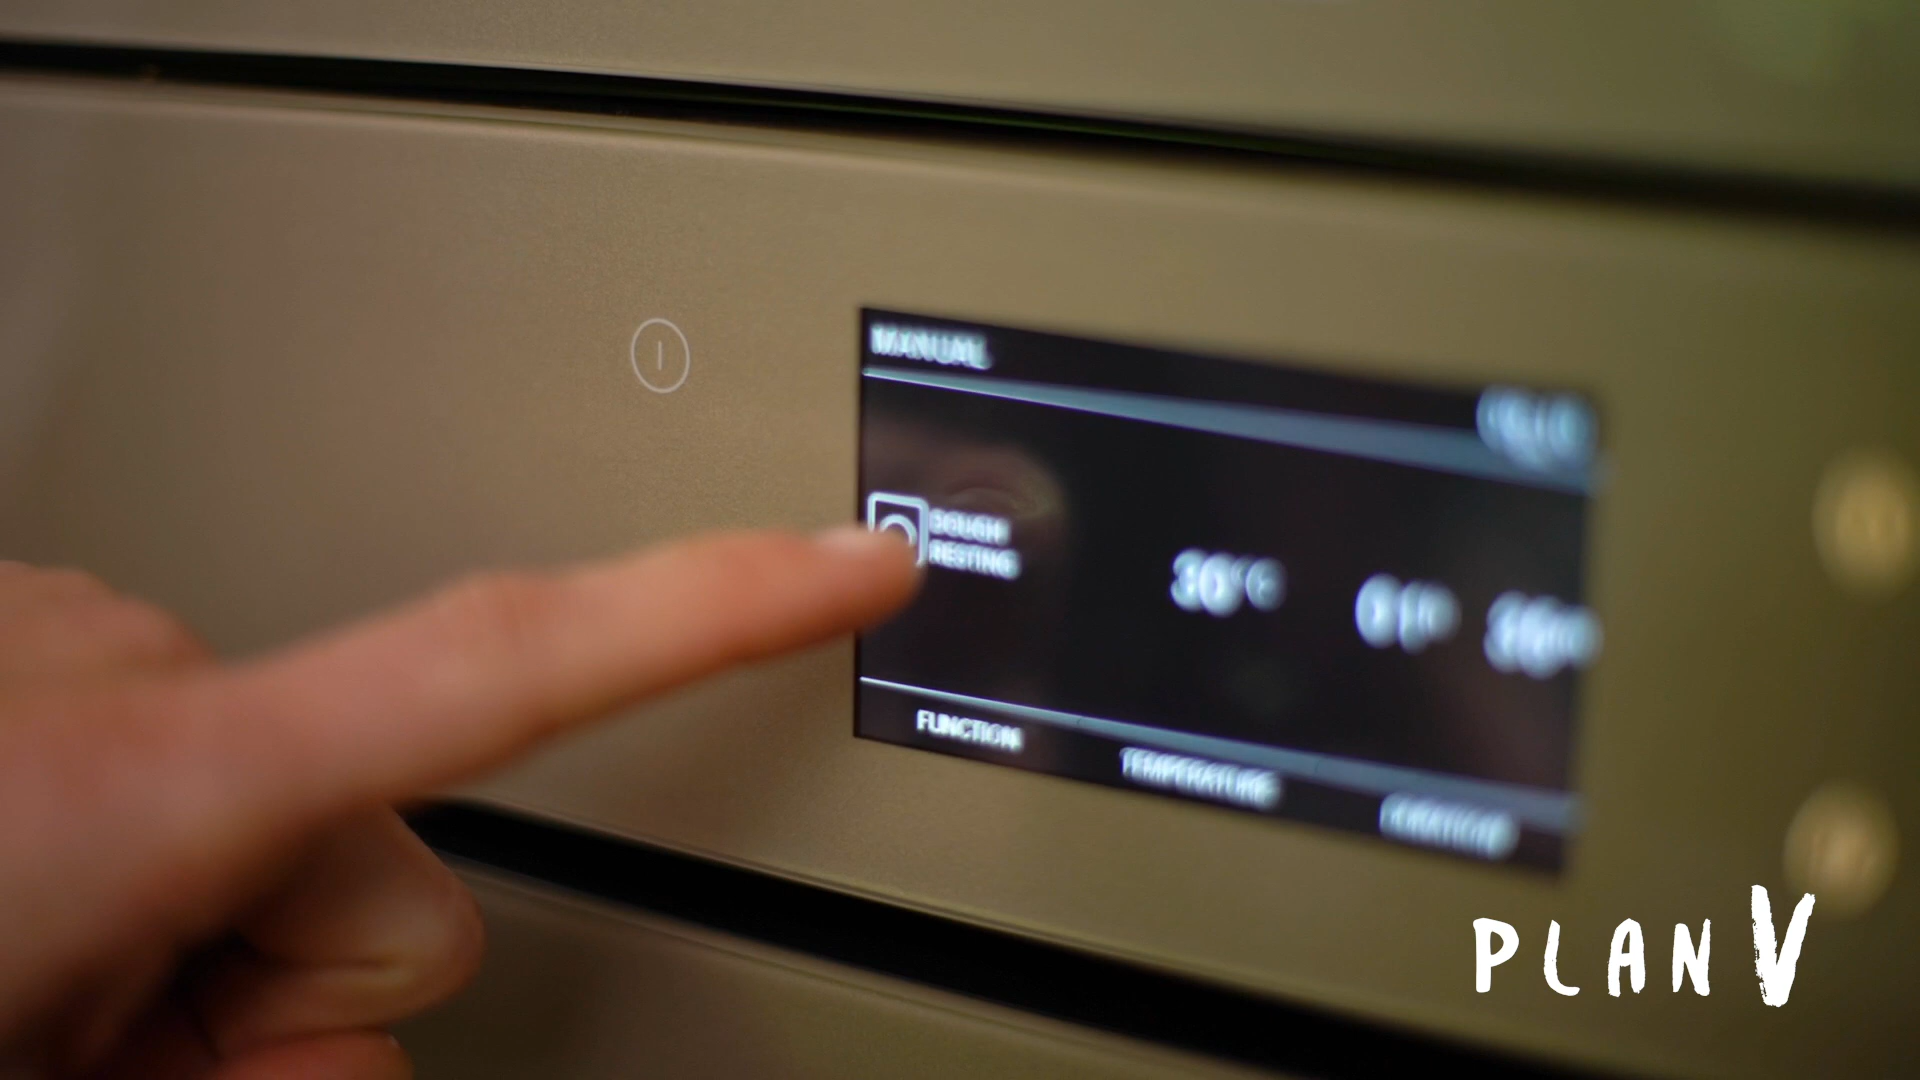 MANUAL
DOUGH
RESTING
30°C
FUNCTION
TEMPERATURE
DURATION
PLAN V